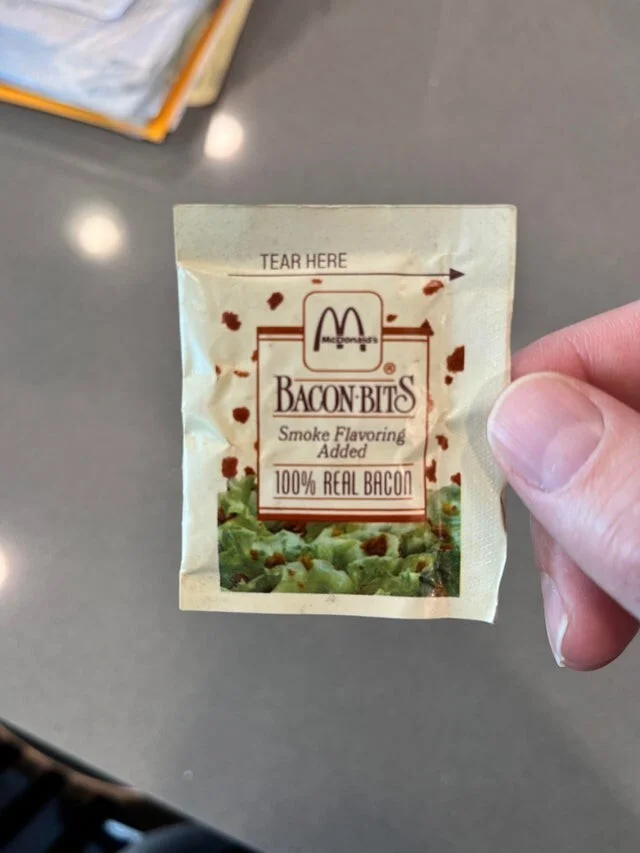 TEAR HERE
McDonald's
BACON·BITS®
Smoke Flavoring
Added
100% REAL BACON